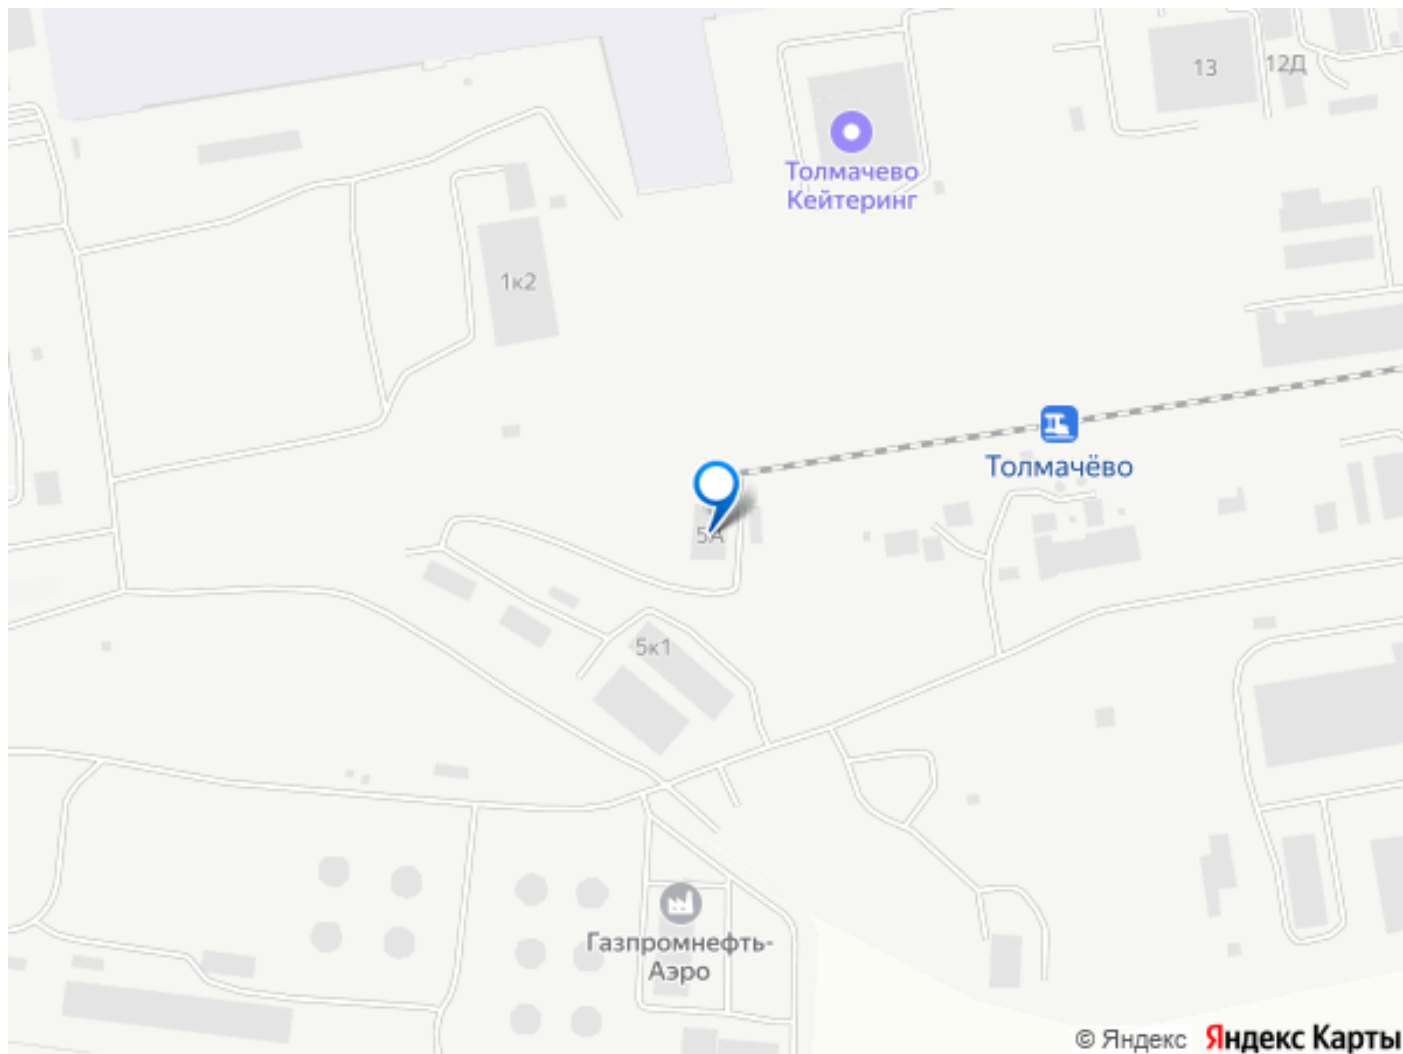 13
12Д
Толмачево
Кейтеринг
1к2
Толмачёво
5А
5к1
Газпромнефть-
Аэро
© Яндекс Яндекс Карты